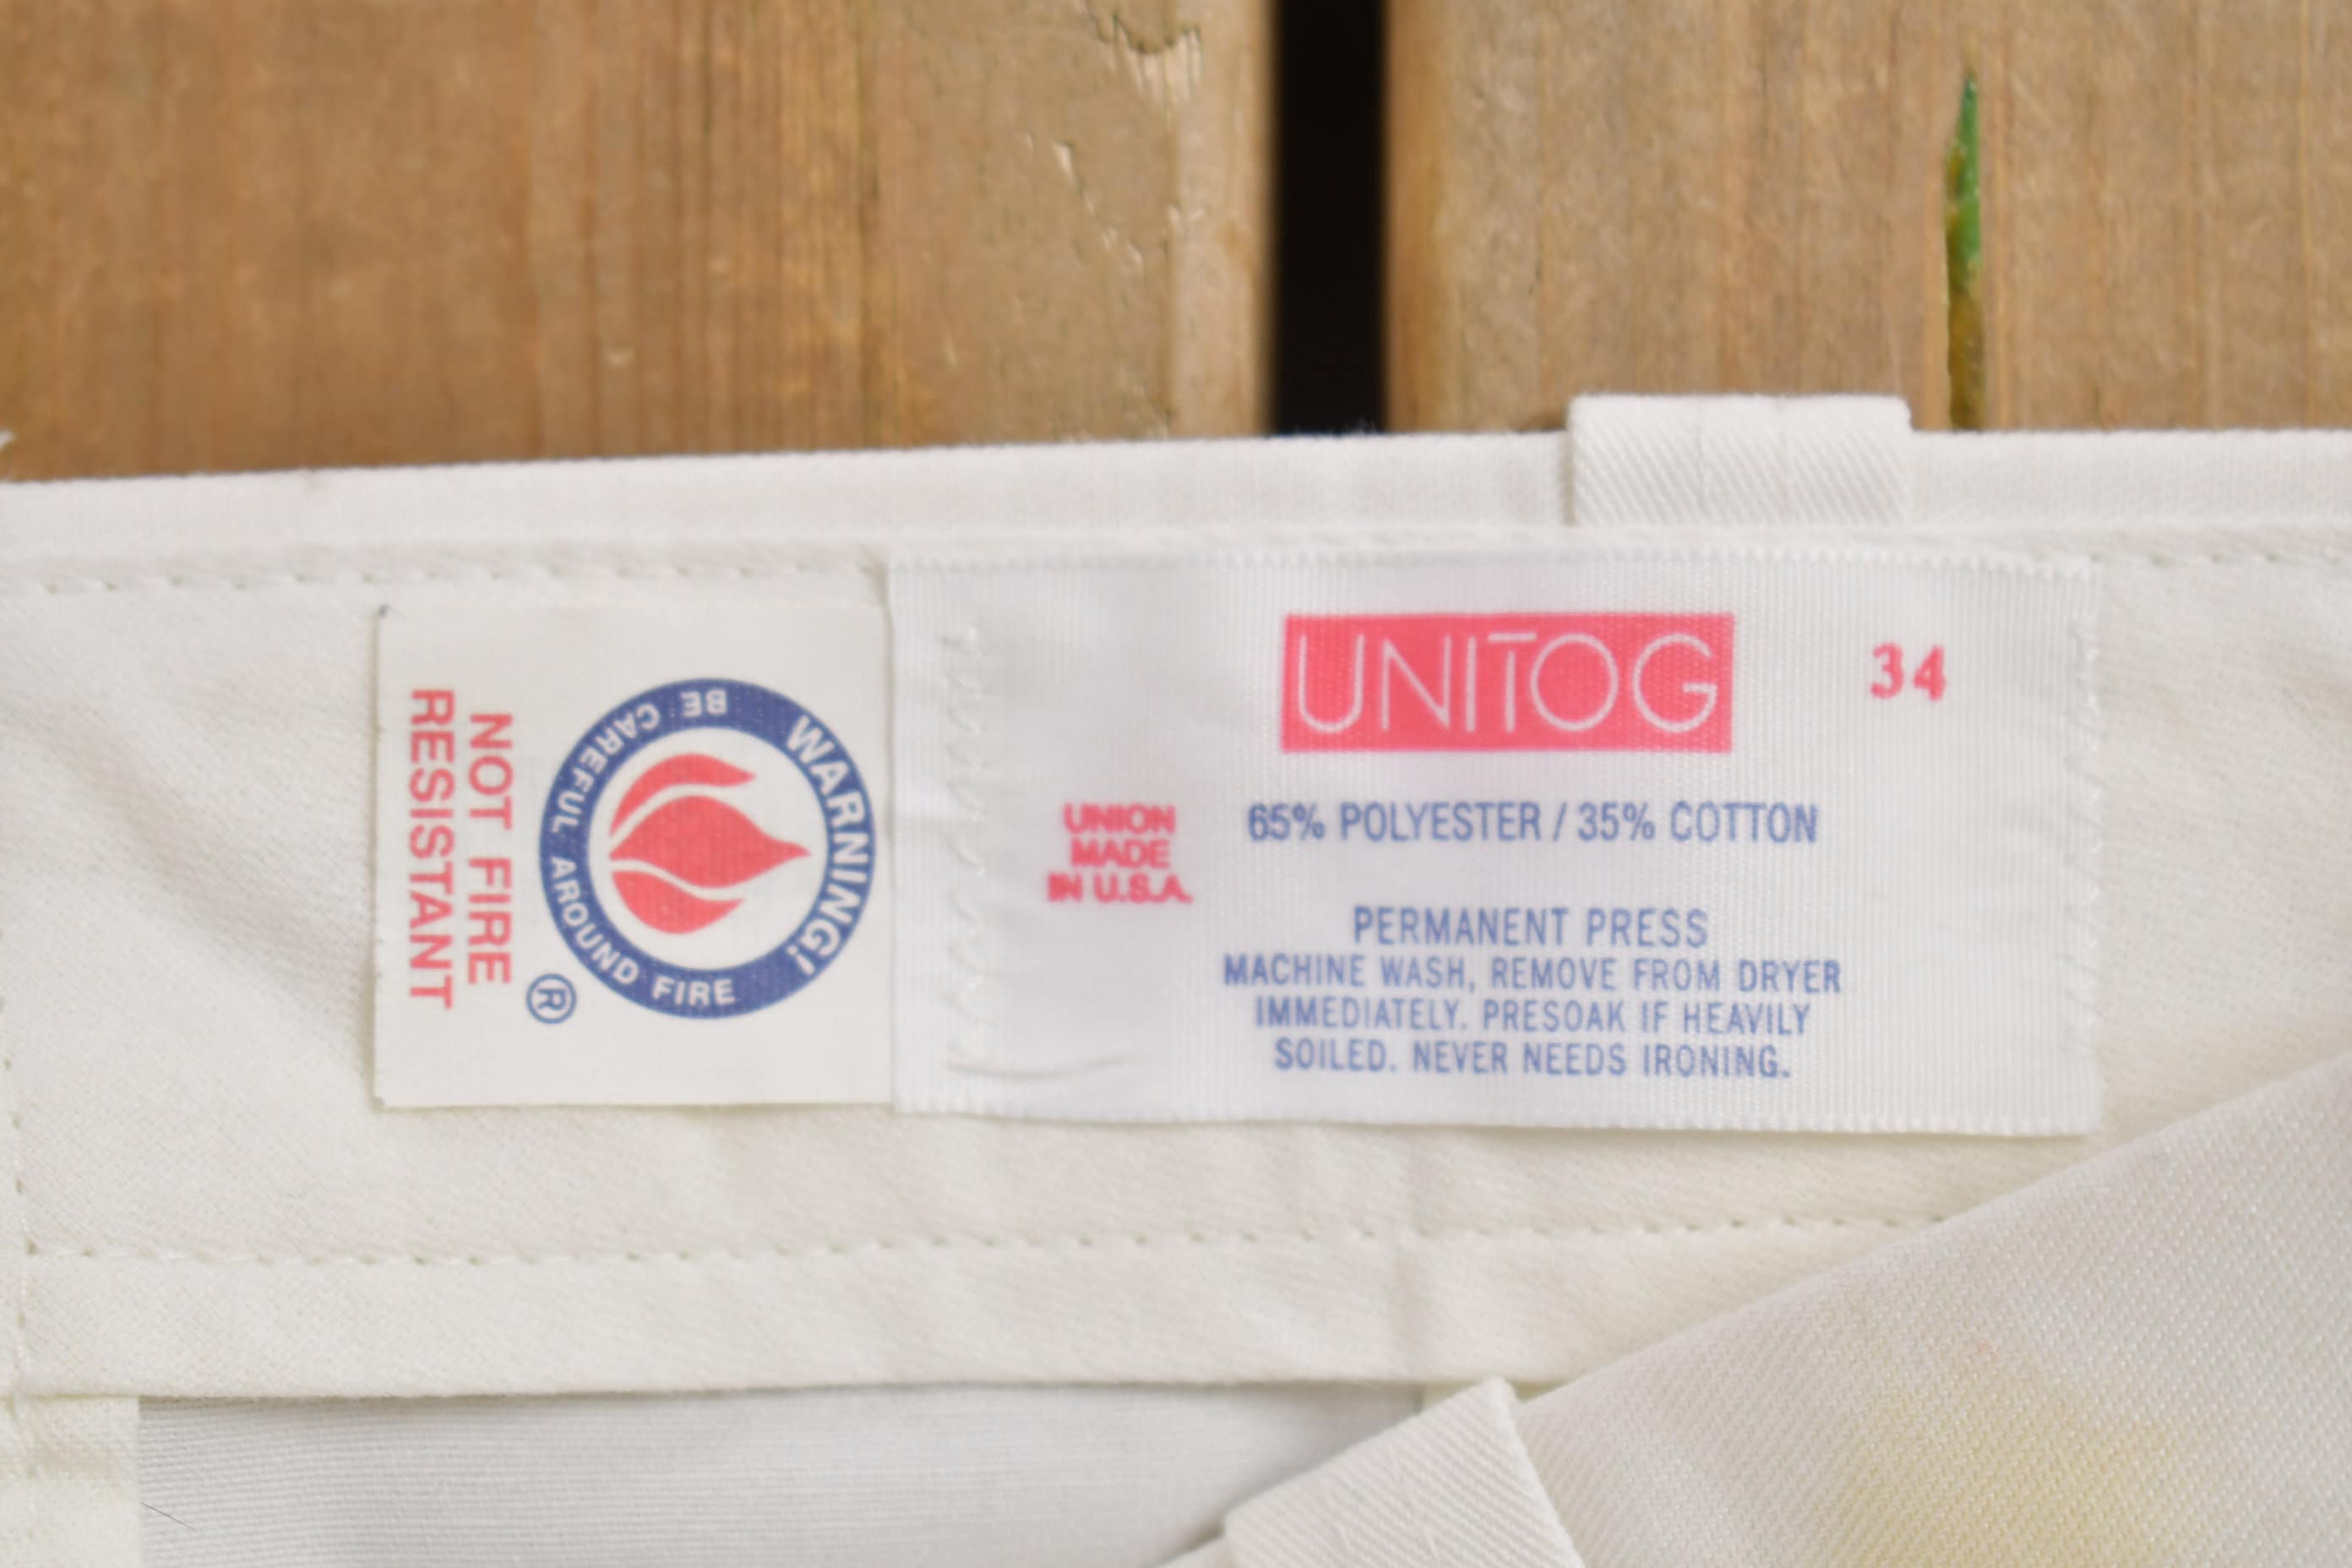 WARNING!
BE CAREFUL AROUND FIRE
®
NOT FIRE
RESISTANT
UNITOG
34
UNION
MADE
IN U.S.A.
65% POLYESTER / 35% COTTON
PERMANENT PRESS
MACHINE WASH, REMOVE FROM DRYER
IMMEDIATELY. PRESOAK IF HEAVILY
SOILED. NEVER NEEDS IRONING.